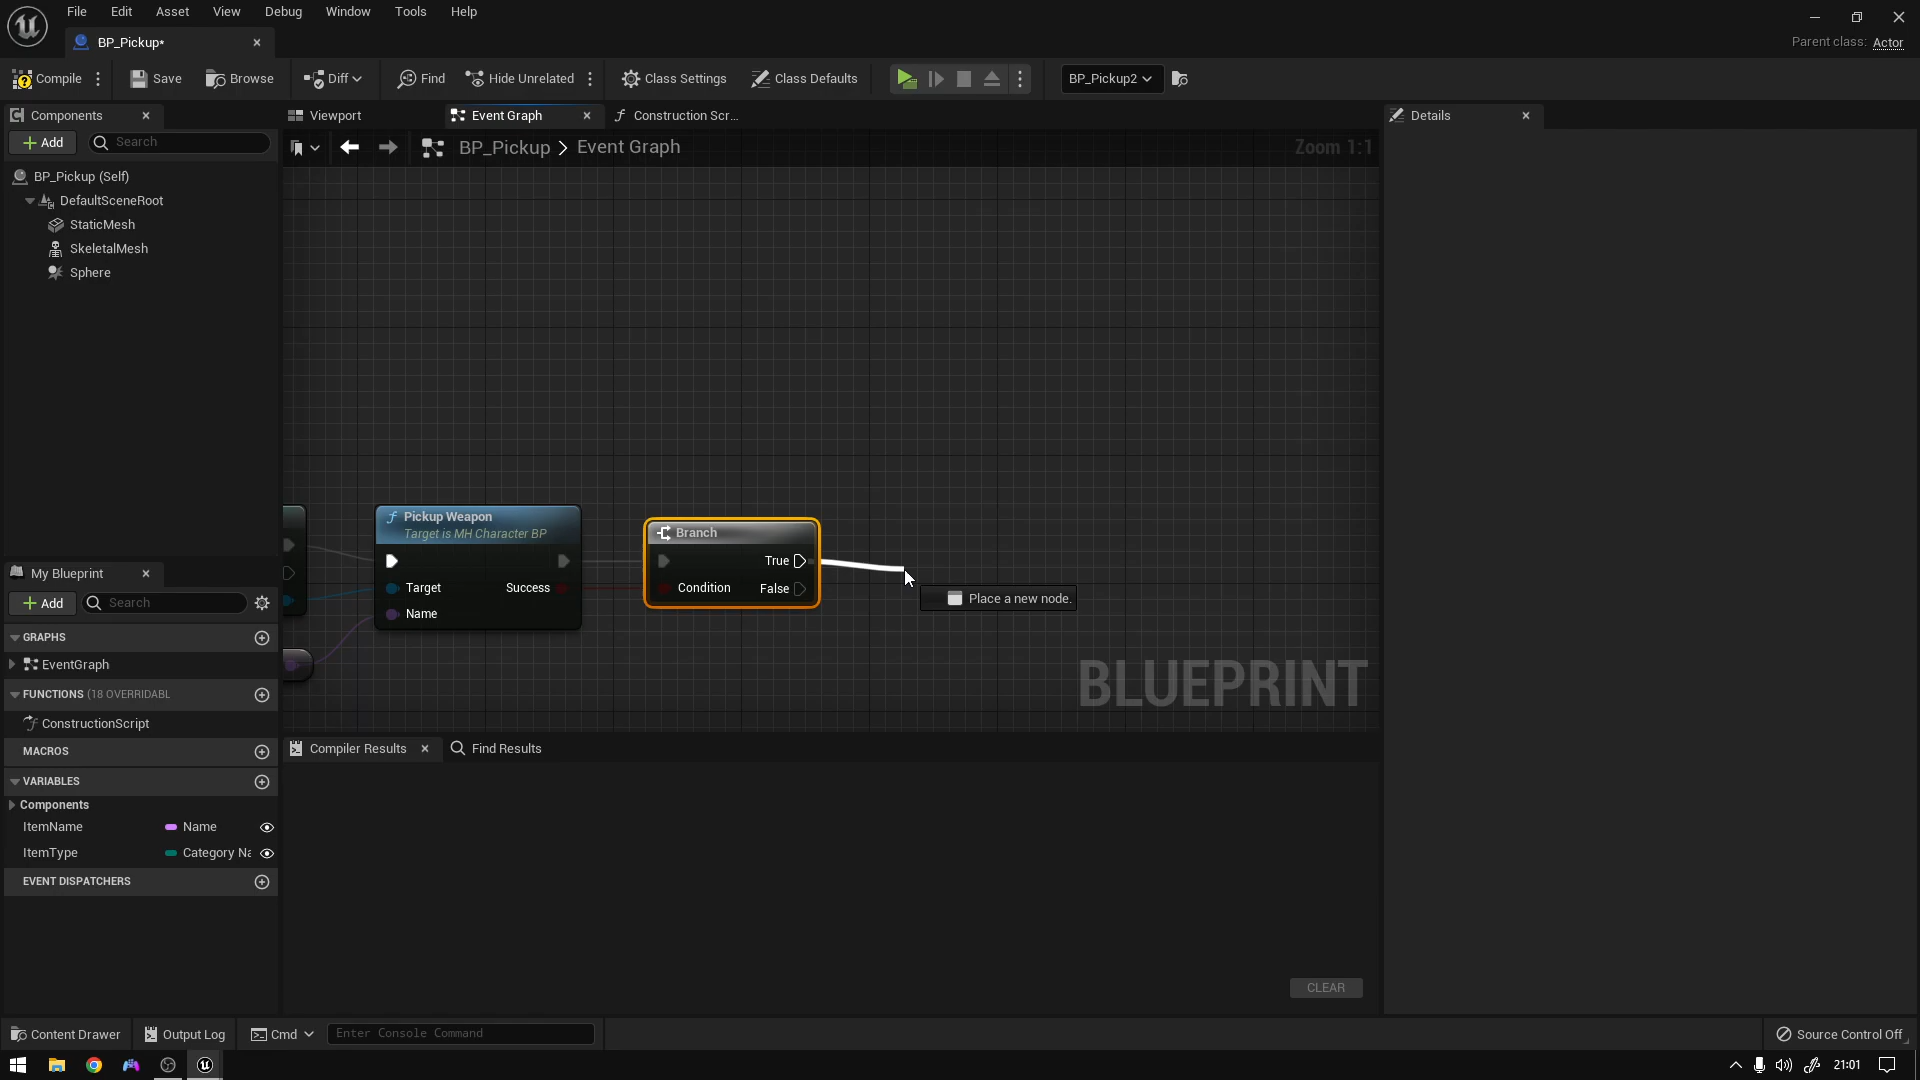 File Edit Asset View Debug Window Tools Help
BP_Pickup*
Parent class: Actor
Compile Save Browse Diff Find Hide Unrelated Class Settings Class Defaults BP_Pickup2
Components
Viewport Event Graph Construction Scr...
Details
Add Search
BP_Pickup > Event Graph
Zoom 1:1
BP_Pickup (Self)
DefaultSceneRoot
StaticMesh
SkeletalMesh
Sphere
Pickup Weapon
Target is MH Character BP
Target Success
Name
Branch
True
Condition False
Place a new node.
BLUEPRINT
My Blueprint
Add Search
GRAPHS
EventGraph
FUNCTIONS (18 OVERRIDABL
ConstructionScript
MACROS
VARIABLES
Components
ItemName Name
ItemType Category Na
EVENT DISPATCHERS
Compiler Results Find Results
CLEAR
Content Drawer Output Log Cmd Enter Console Command Source Control Off
21:01